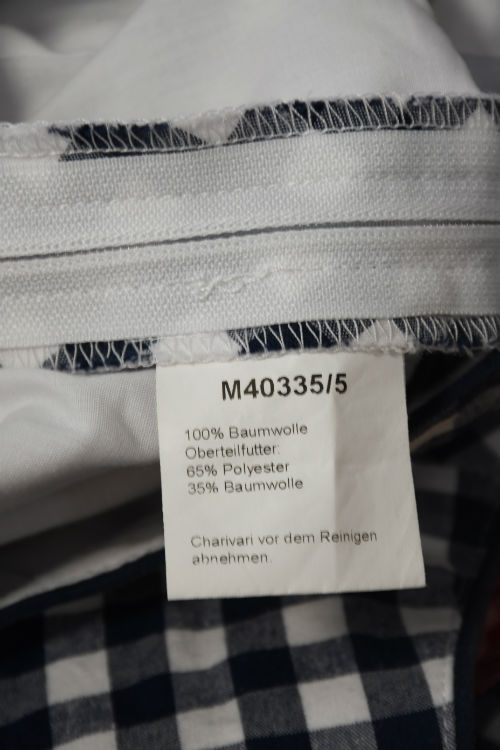 M40335/5
100% Baumwolle
Oberteilfutter:
65% Polyester
35% Baumwolle
Charivari vor dem Reinigen
abnehmen.